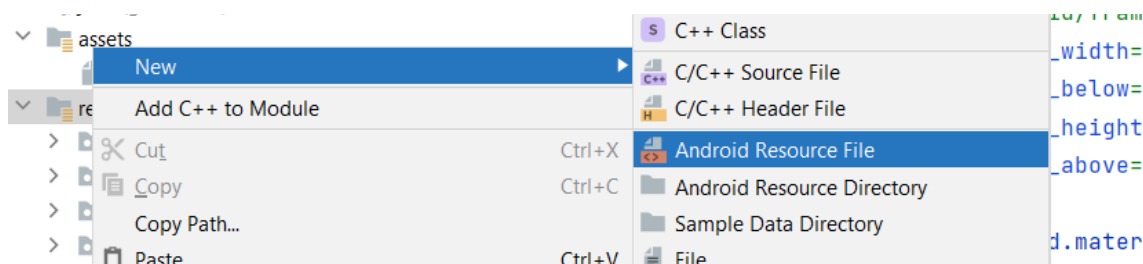 assets
New
Add C++ to Module
Cut Ctrl+X
Copy Ctrl+C
Copy Path...
Paste Ctrl+V
S C++ Class
C++ C/C++ Source File
H C/C++ Header File
Android Resource File
Android Resource Directory
Sample Data Directory
File
_width=
_below=
_height
_above=
d.mater